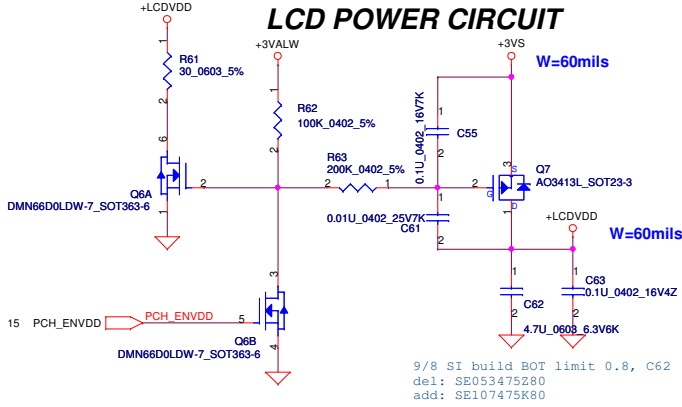 LCD POWER CIRCUIT
+LCDVDD
+3VALW
+3VS
W=60mils
1
R61
30_0603_5%
2
1
R62
100K_0402_5%
2
1
0.1U_0402_16V7K
C55
2
6
Q6A
DMN66D0LDW-7_SOT363-6
2
1
R63
200K_0402_5%
2
1
3
S
Q7
AO3413L_SOT23-3
G
2
D
1
1
0.01U_0402_25V7K
C61
2
+LCDVDD
W=60mils
15
PCH_ENVDD
PCH_ENVDD
5
3
Q6B
4
DMN66D0LDW-7_SOT363-6
1
C62
2
4.7U_0603_6.3V6K
1
C63
0.1U_0402_16V4Z
2
9/8 SI build BOT limit 0.8, C62
del: SE053475Z80
add: SE107475K80